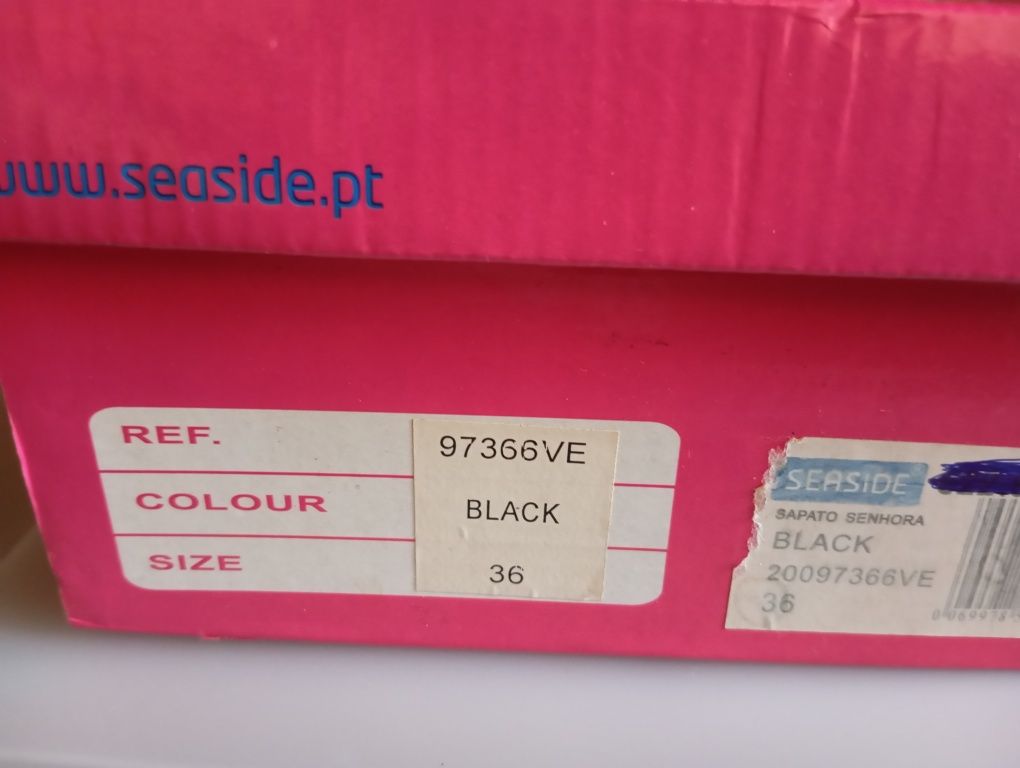 www.seaside.pt
REF. 97366VE
COLOUR BLACK
SIZE 36
SEASIDE
SAPATO SENHORA
BLACK
20097366VE
36